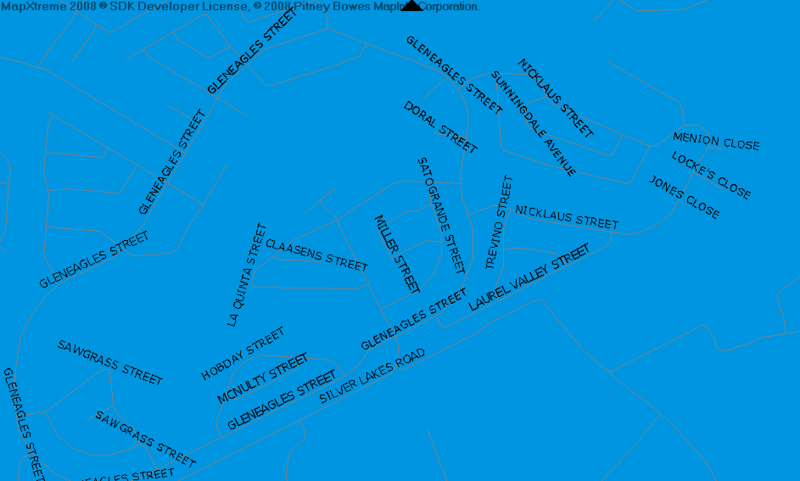 MapXtreme 2008 ® SDK Developer License, © 2008 Pitney Bowes MapInfo Corporation.
GLENEAGLES STREET
GLENEAGLES STREET
NICKLAUS STREET
SUNNINGDALE AVENUE
DORAL STREET
GLENEAGLES STREET
MENION CLOSE
LOCKE'S CLOSE
JONES CLOSE
SATOGRANDE STREET
TREVINO STREET
NICKLAUS STREET
MILLER STREET
LA QUINTA STREET
CLAASENS STREET
GLENEAGLES STREET
LAUREL VALLEY STREET
GLENEAGLES STREET
HOBDAY STREET
SAWGRASS STREET
MCNULTY STREET
SILVER LAKES ROAD
GLENEAGLES STREET
GLENEAGLES STREET
SAWGRASS STREET
EAGLES STREET